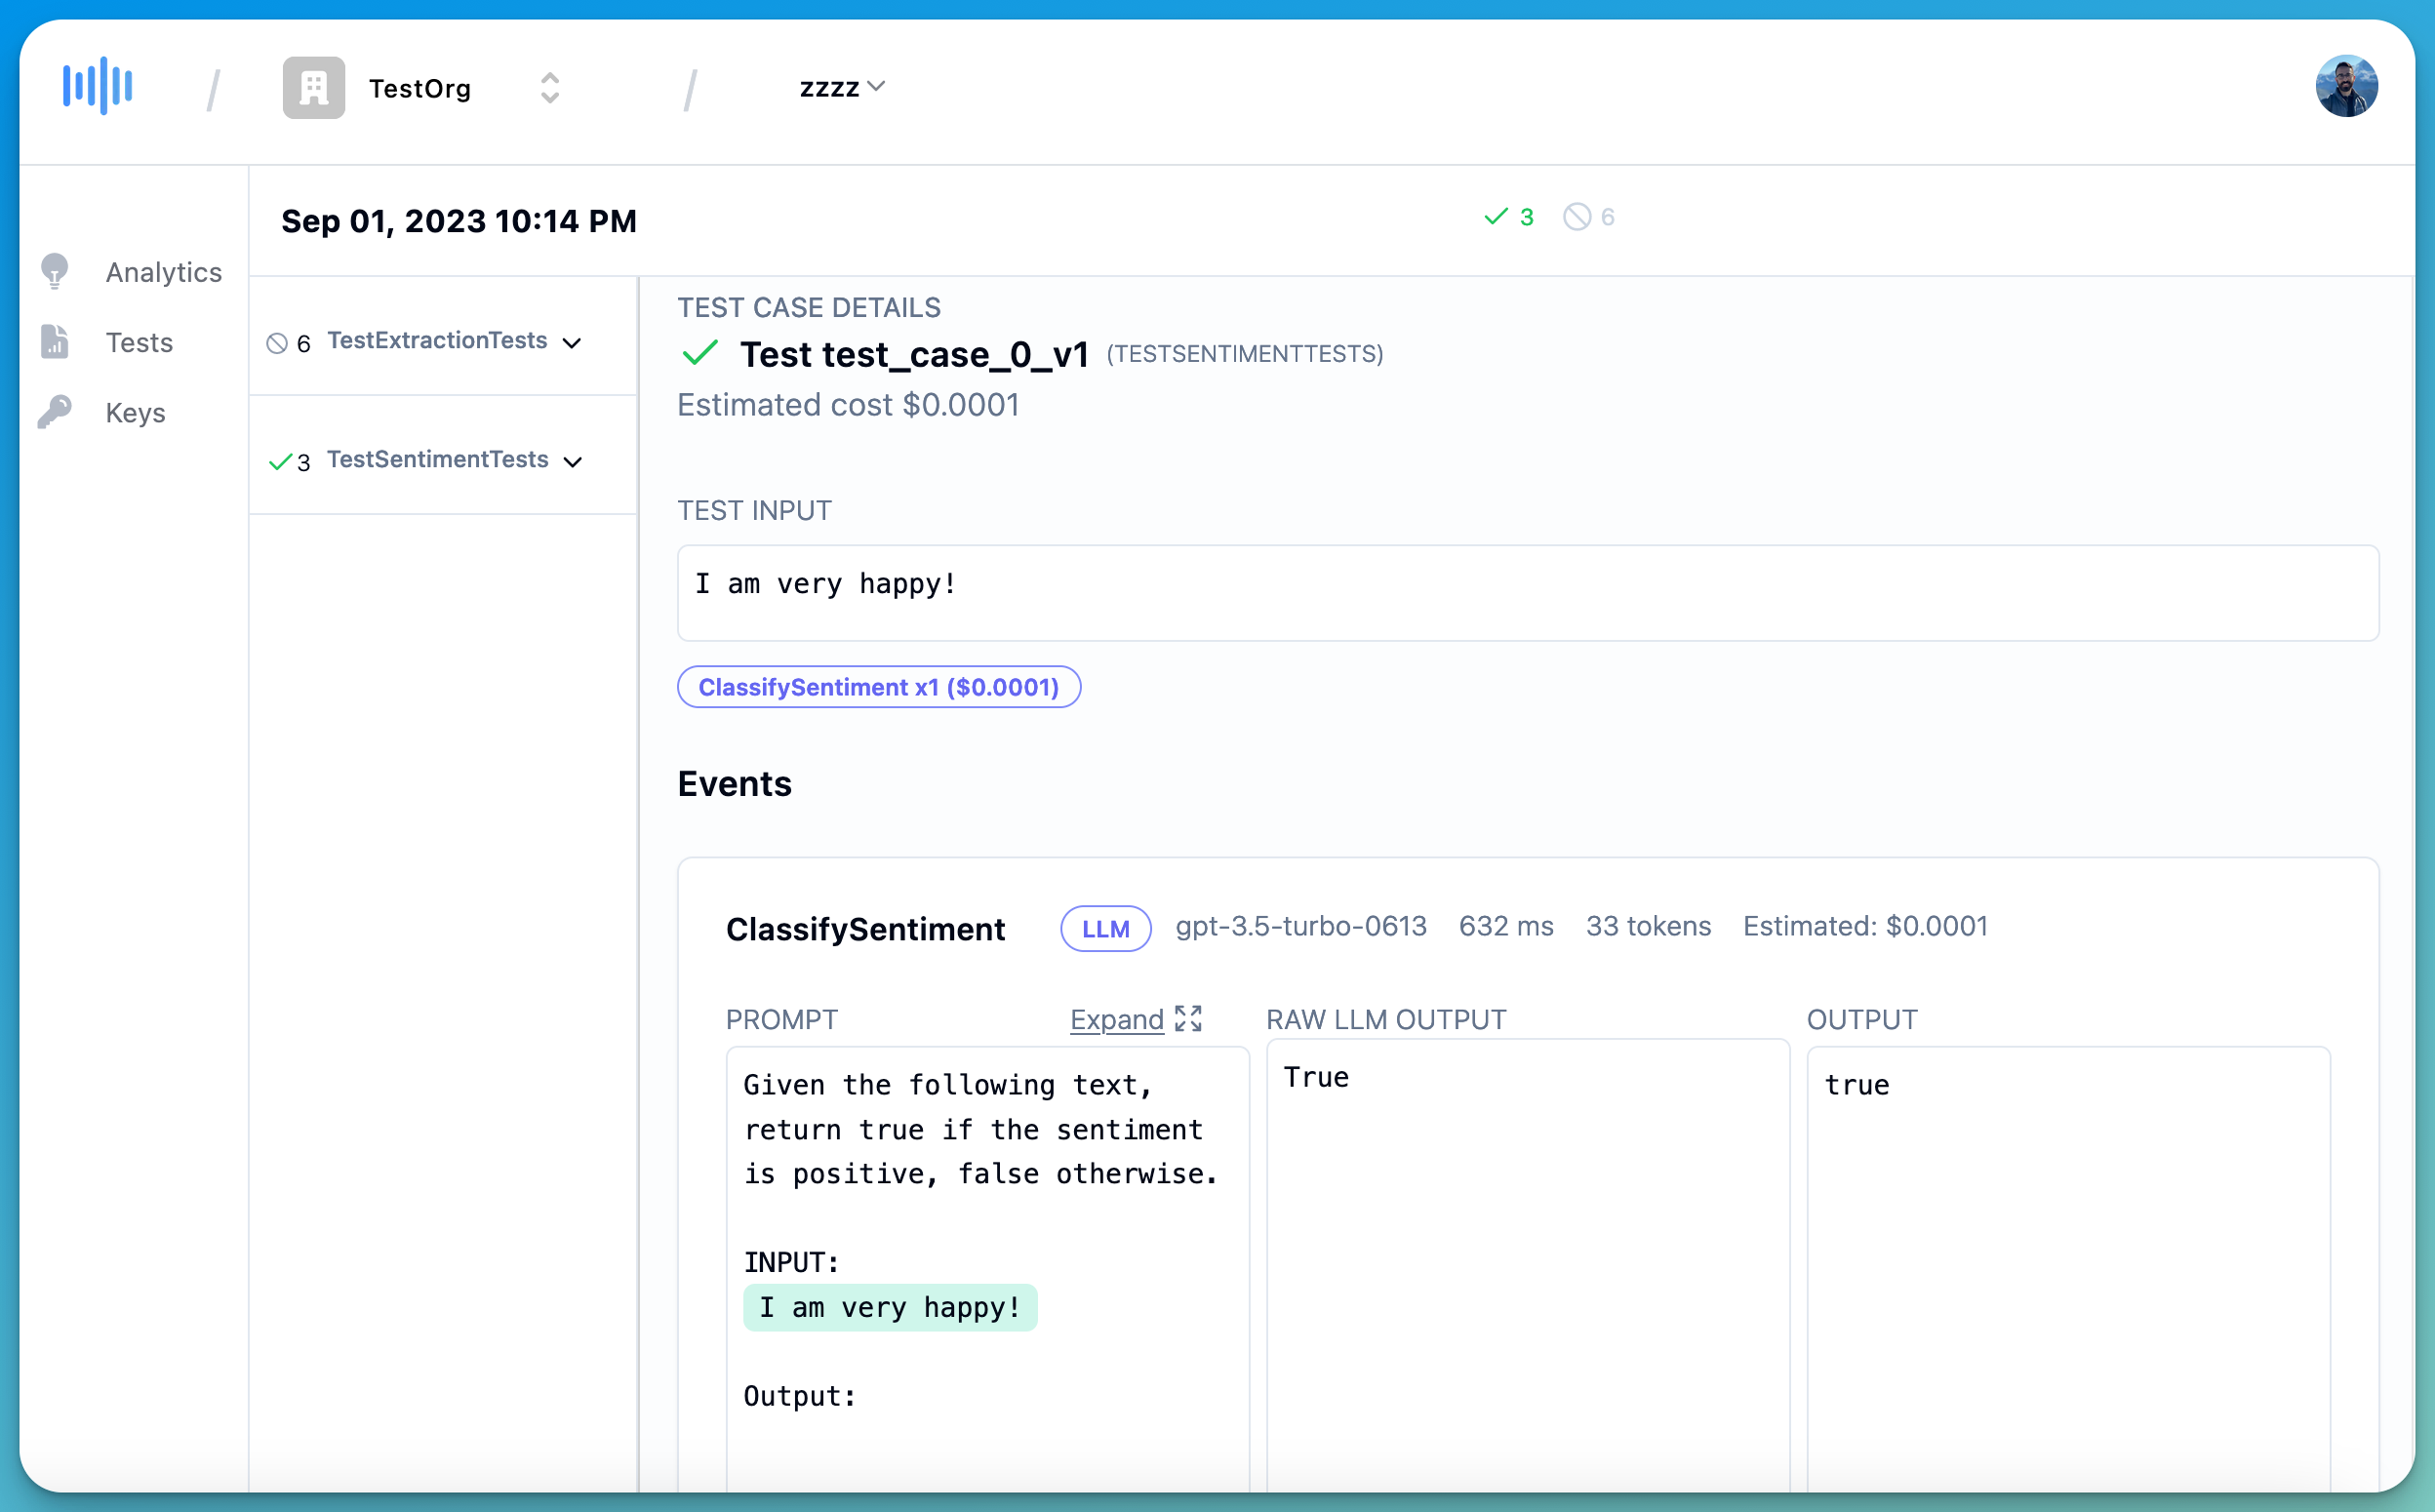 TestOrg
zzzz
Sep 01, 2023 10:14 PM
3
6
Analytics
Tests
Keys
6 TestExtractionTests
3 TestSentimentTests
TEST CASE DETAILS
Test test_case_0_v1 (TESTSENTIMENTTESTS)
Estimated cost $0.0001
TEST INPUT
I am very happy!
ClassifySentiment x1 ($0.0001)
Events
ClassifySentiment LLM gpt-3.5-turbo-0613 632 ms 33 tokens Estimated: $0.0001
PROMPT Expand
Given the following text,
return true if the sentiment
is positive, false otherwise.
INPUT:
I am very happy!
Output:
RAW LLM OUTPUT
True
OUTPUT
true